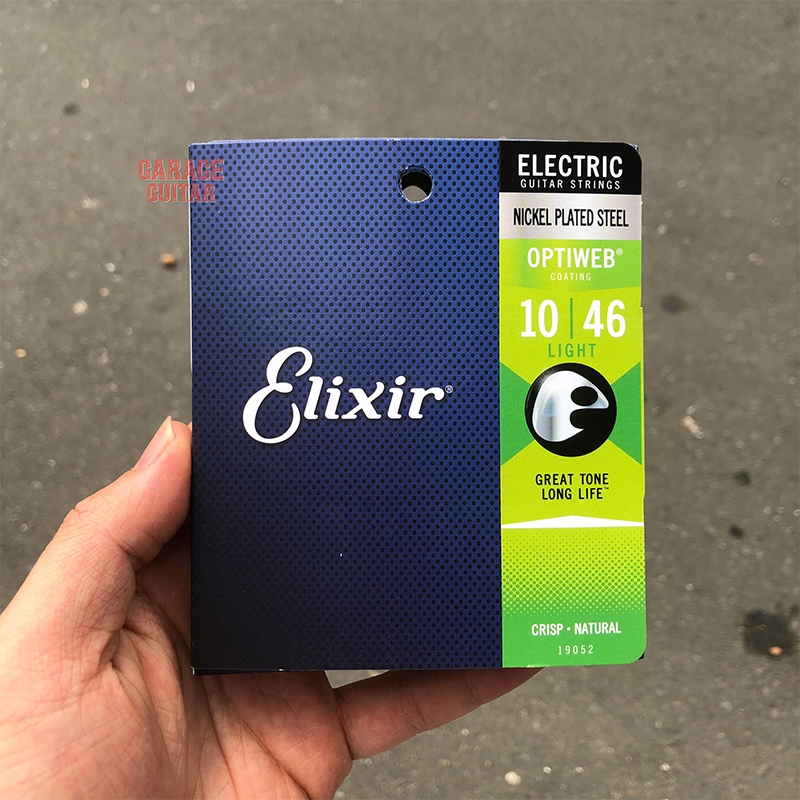 GARAGE
GUITAR
Elixir®
ELECTRIC
GUITAR STRINGS
NICKEL PLATED STEEL
OPTIWEB®
COATING
10 | 46
LIGHT
GREAT TONE
LONG LIFE™
CRISP • NATURAL
19052